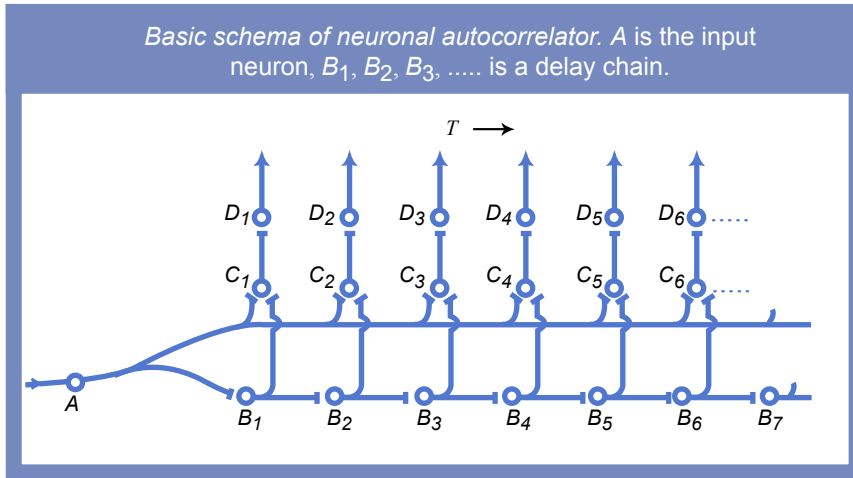 Basic schema of neuronal autocorrelator. A is the input
neuron, B1, B2, B3, ..... is a delay chain.
T
D1 D2 D3 D4 D5 D6 .....
C1 C2 C3 C4 C5 C6 .....
A
B1 B2 B3 B4 B5 B6 B7